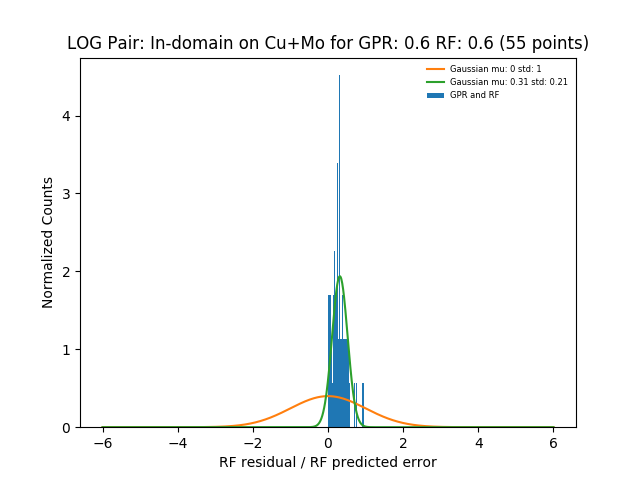 LOG Pair: In-domain on Cu+Mo for GPR: 0.6 RF: 0.6 (55 points)
Gaussian mu: 0 std: 1
Gaussian mu: 0.31 std: 0.21
GPR and RF
Normalized Counts
4
3
2
1
0
−6 −4 −2 0 2 4 6
RF residual / RF predicted error